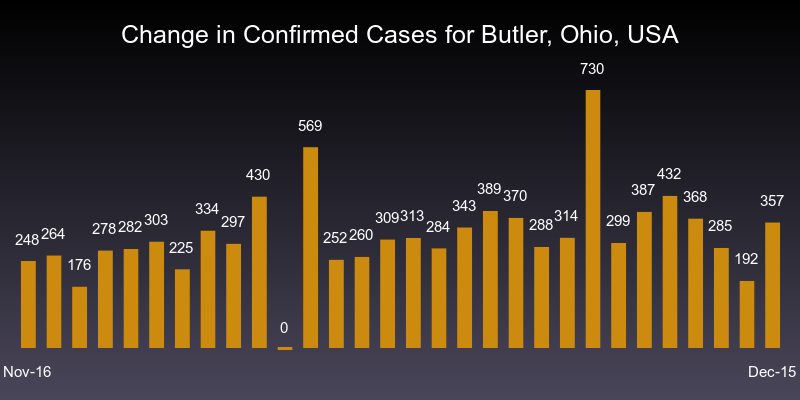 Change in Confirmed Cases for Butler, Ohio, USA
248 264 176 278 282 303 225 334 297 430 0 569 252 260 309 313 284 343 389 370 288 314 730 299 387 432 368 285 192 357
Nov-16 Dec-15